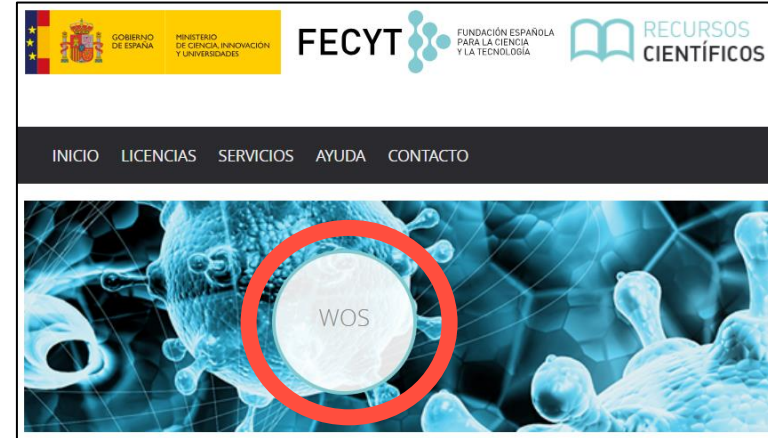 GOBIERNO
DE ESPAÑA
MINISTERIO
DE CIENCIA, INNOVACIÓN
Y UNIVERSIDADES
FECYT
FUNDACIÓN ESPAÑOLA
PARA LA CIENCIA
Y LA TECNOLOGÍA
RECURSOS
CIENTÍFICOS
INICIO LICENCIAS SERVICIOS AYUDA CONTACTO
WOS